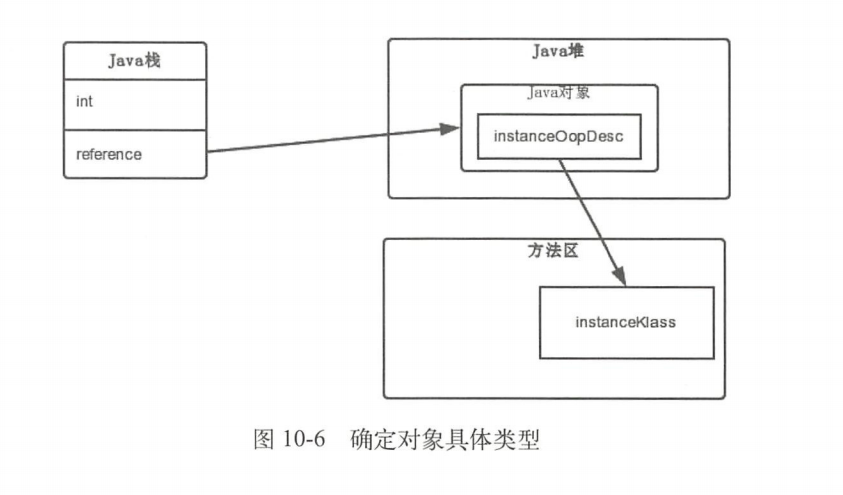 Java栈
int
reference
Java堆
Java对象
instanceOopDesc
方法区
instanceKlass
图 10-6 确定对象具体类型